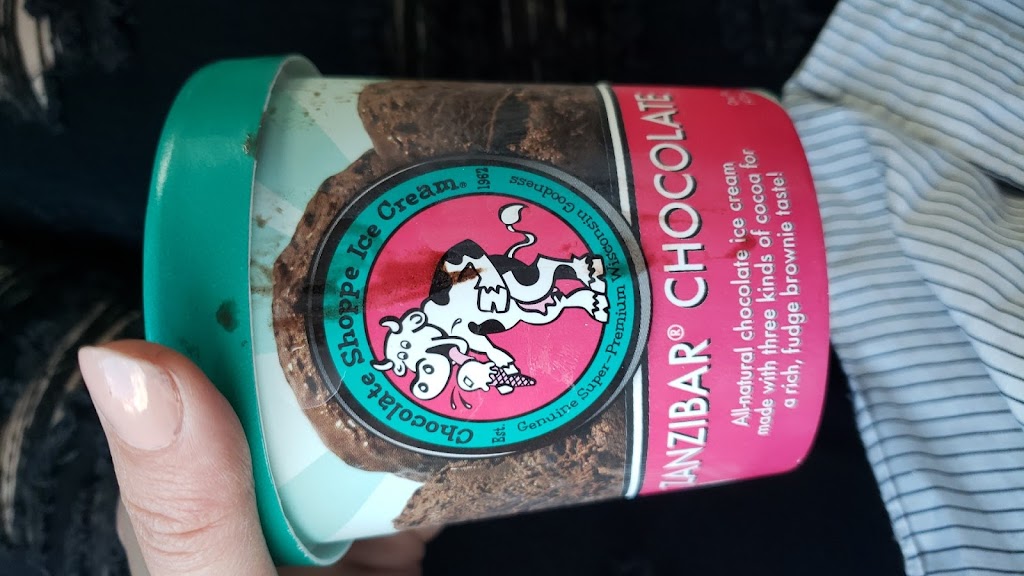 Chocolate Shoppe Ice Cream®
Est. 1962
Genuine Super-Premium Wisconsin Goodness
ZANZIBAR® CHOCOLATE
All-natural chocolate ice cream
made with three kinds of cocoa for
a rich, fudge brownie taste!